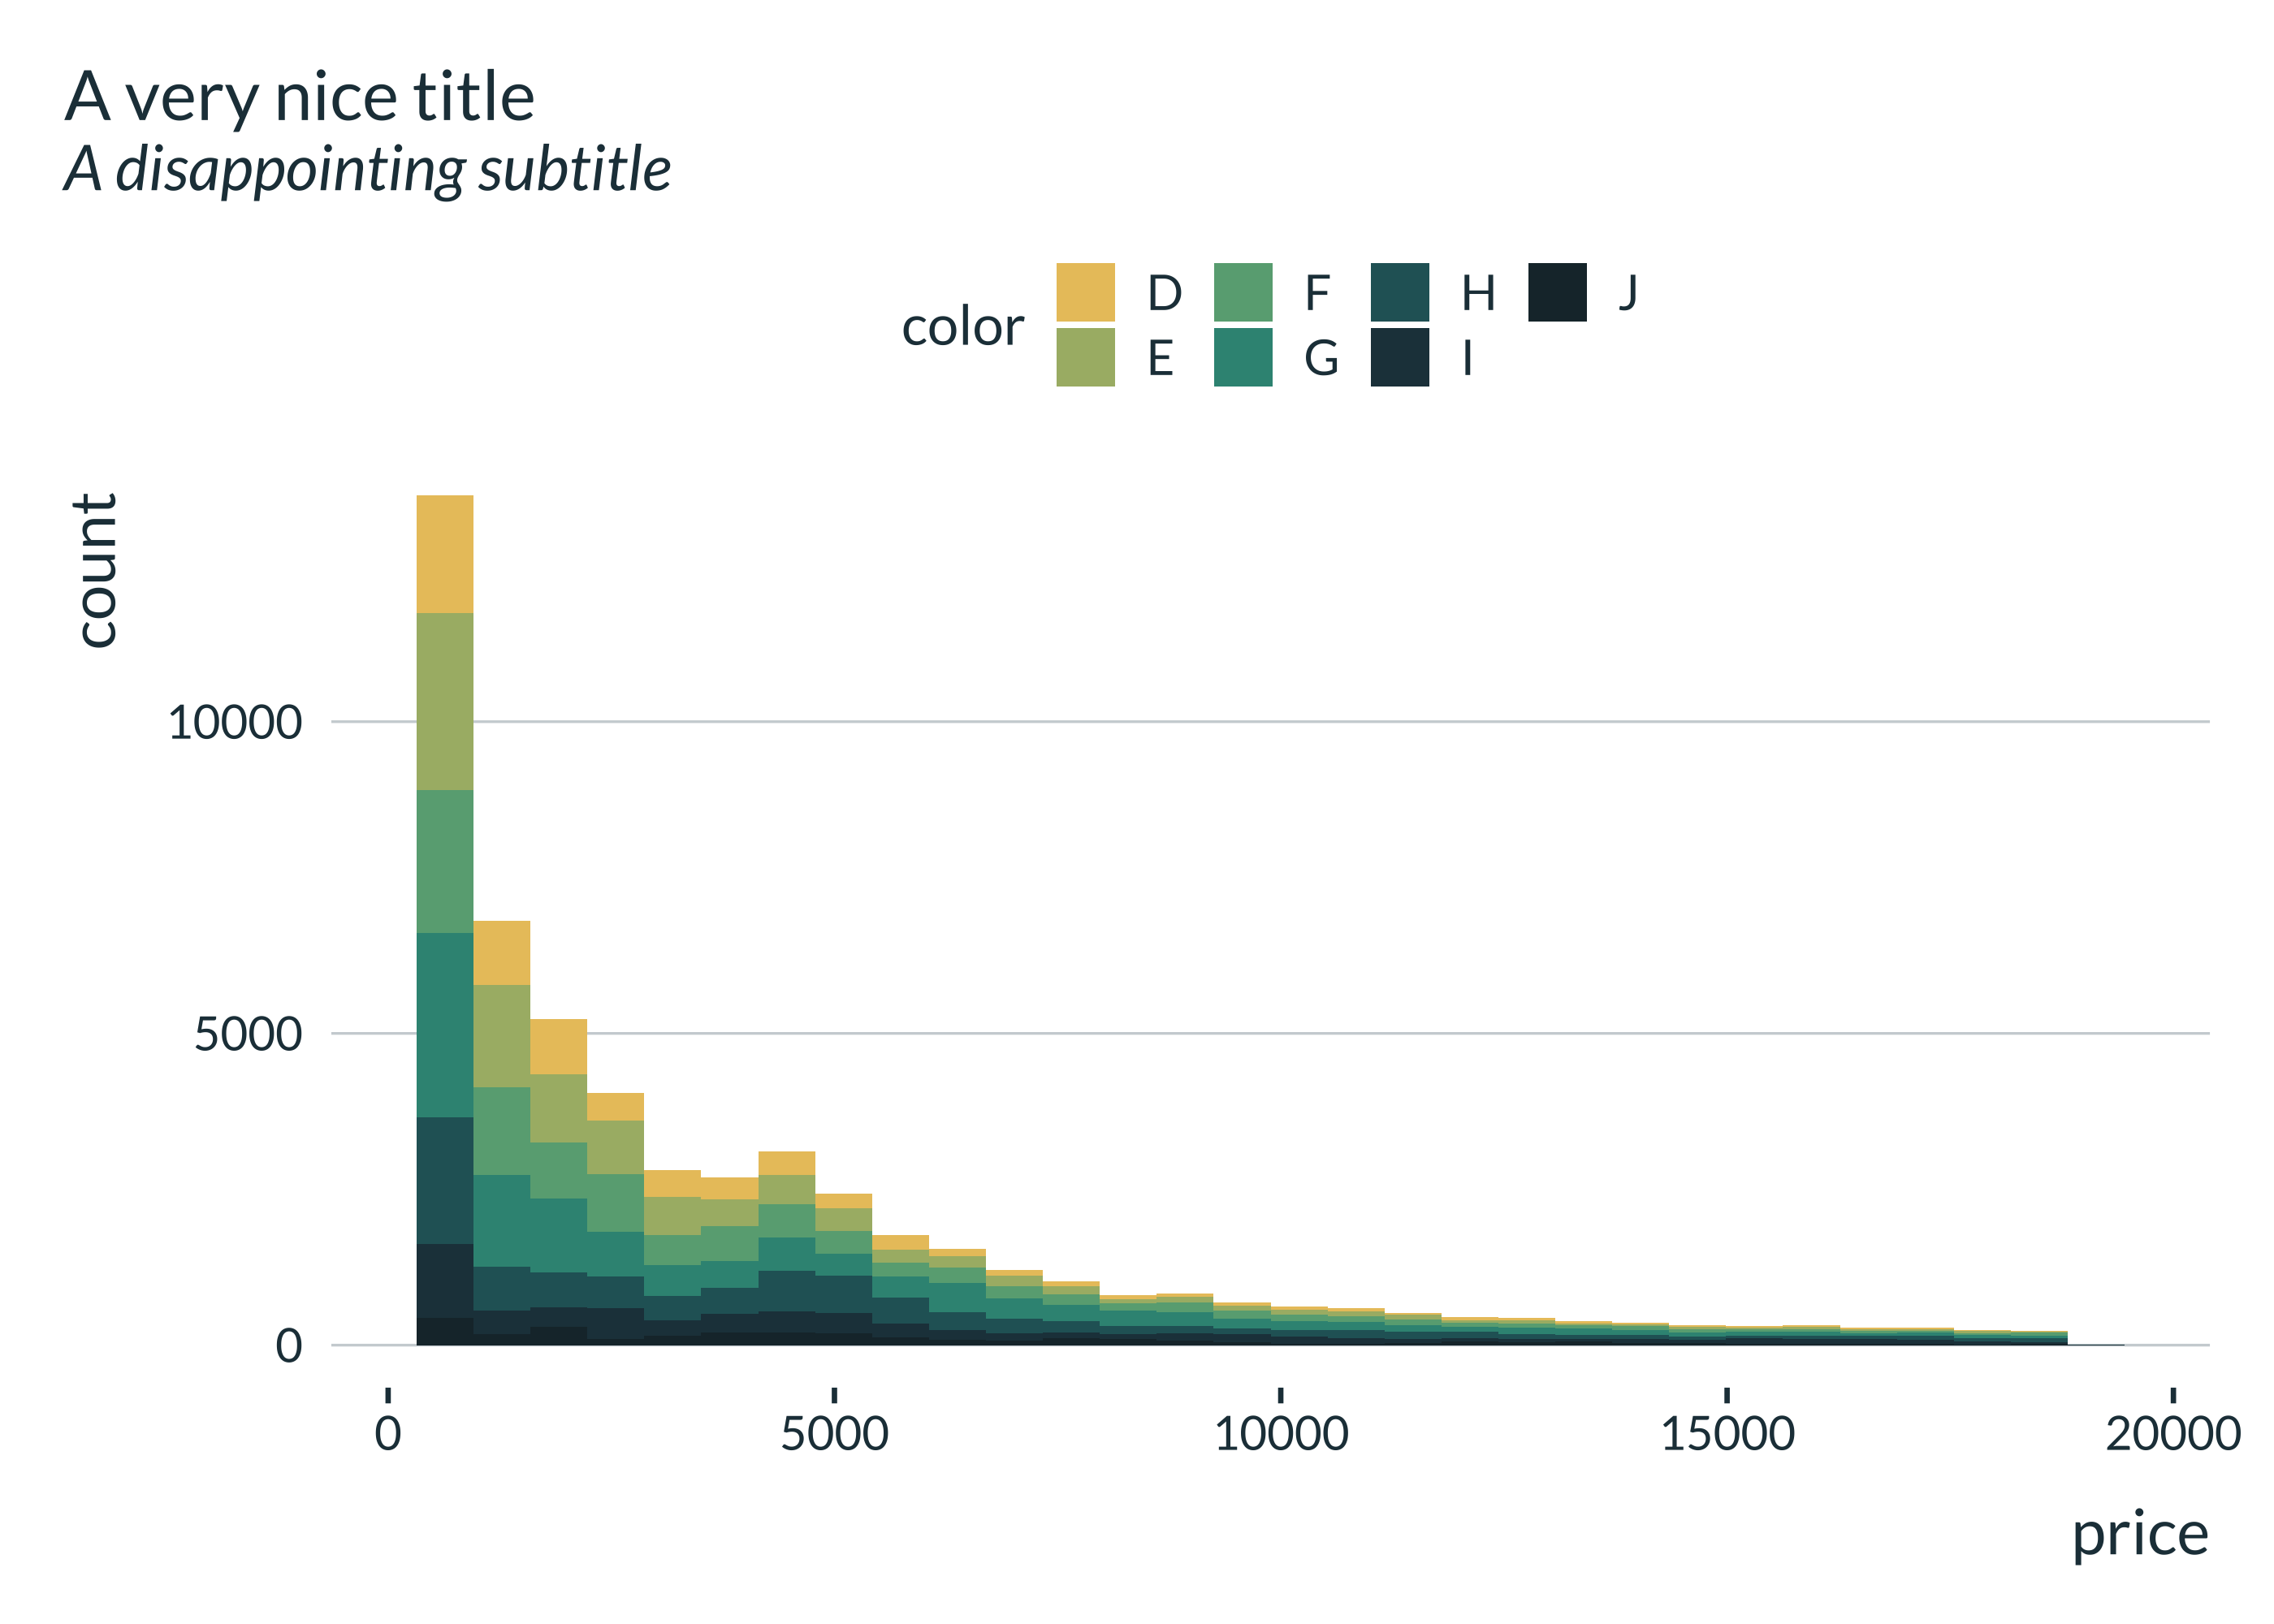 A very nice title
A disappointing subtitle
color
D F H J
E G I
count
10000
5000
0
0 5000 10000 15000 20000
price